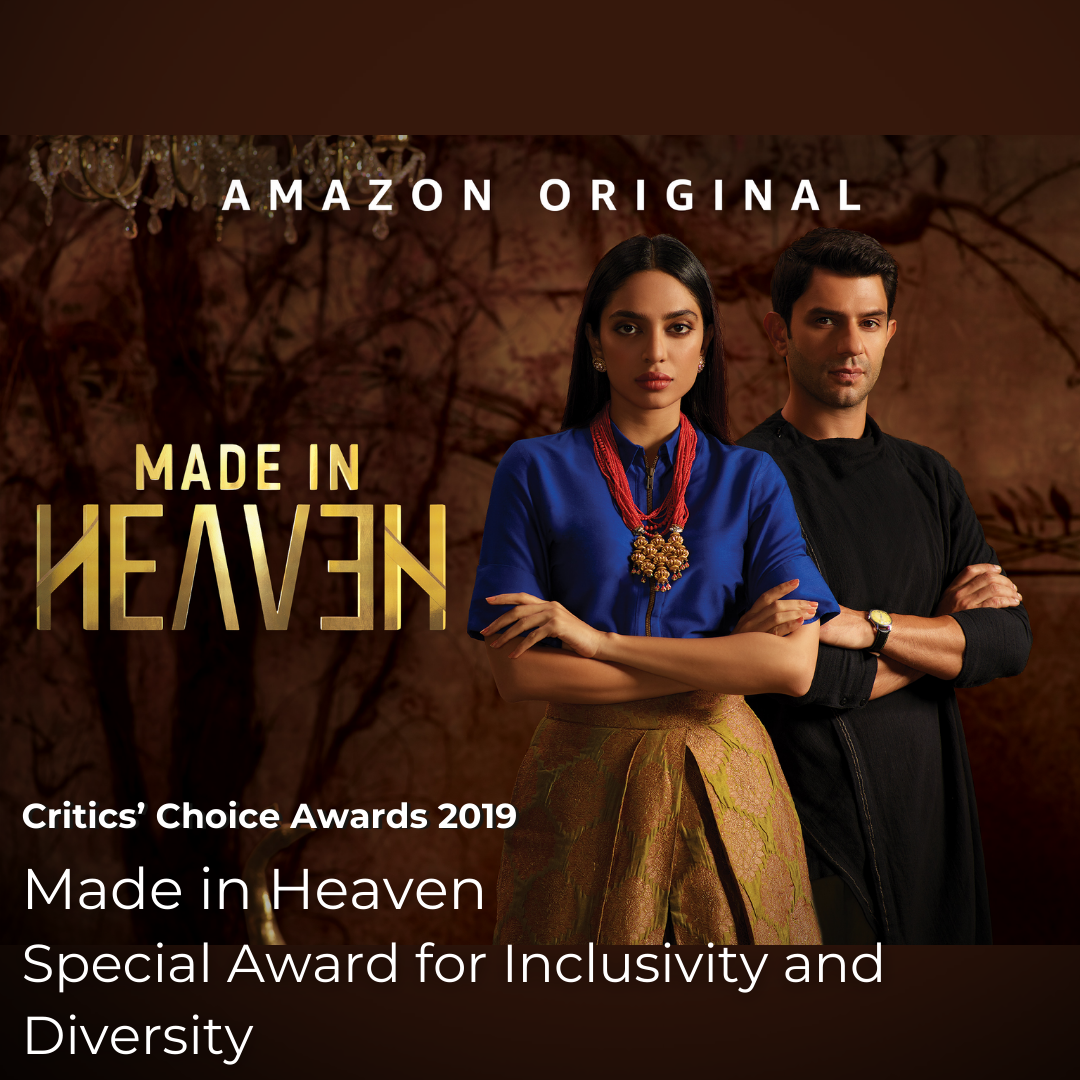 AMAZON ORIGINAL
MADE IN
HEAVEN
Critics’ Choice Awards 2019
Made in Heaven
Special Award for Inclusivity and
Diversity